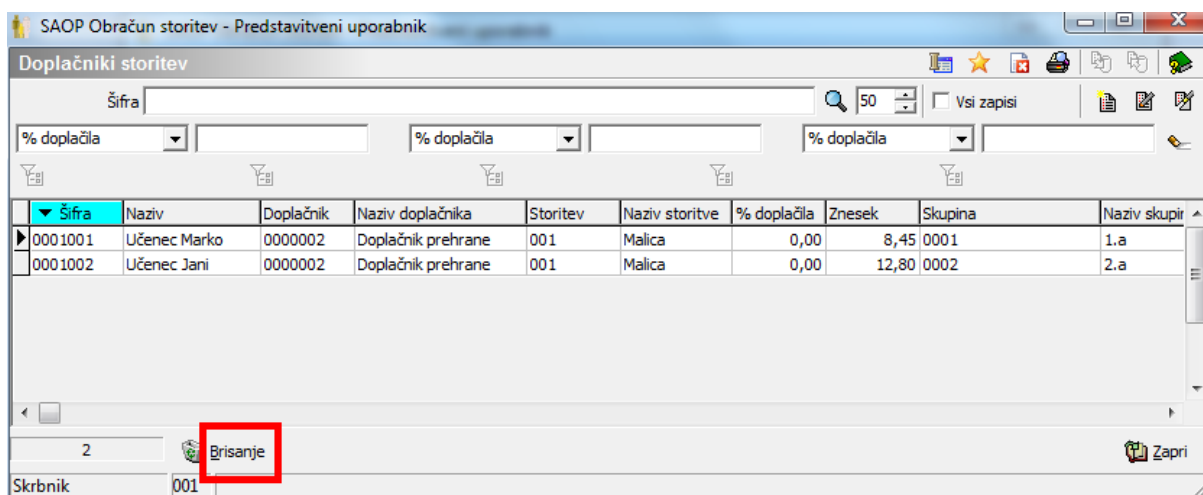 SAOP Obračun storitev - Predstavitveni uporabnik
Doplačniki storitev
Šifra 50 Vsi zapisi
% doplačila % doplačila % doplačila
Šifra Naziv Doplačnik Naziv doplačnika Storitev Naziv storitve % doplačila Znesek Skupina Naziv skupin
0001001 Učenec Marko 0000002 Doplačnik prehrane 001 Malica 0,00 8,45 0001 1.a
0001002 Učenec Jani 0000002 Doplačnik prehrane 001 Malica 0,00 12,80 0002 2.a
2 Brisanje Zapri
Skrbnik 001